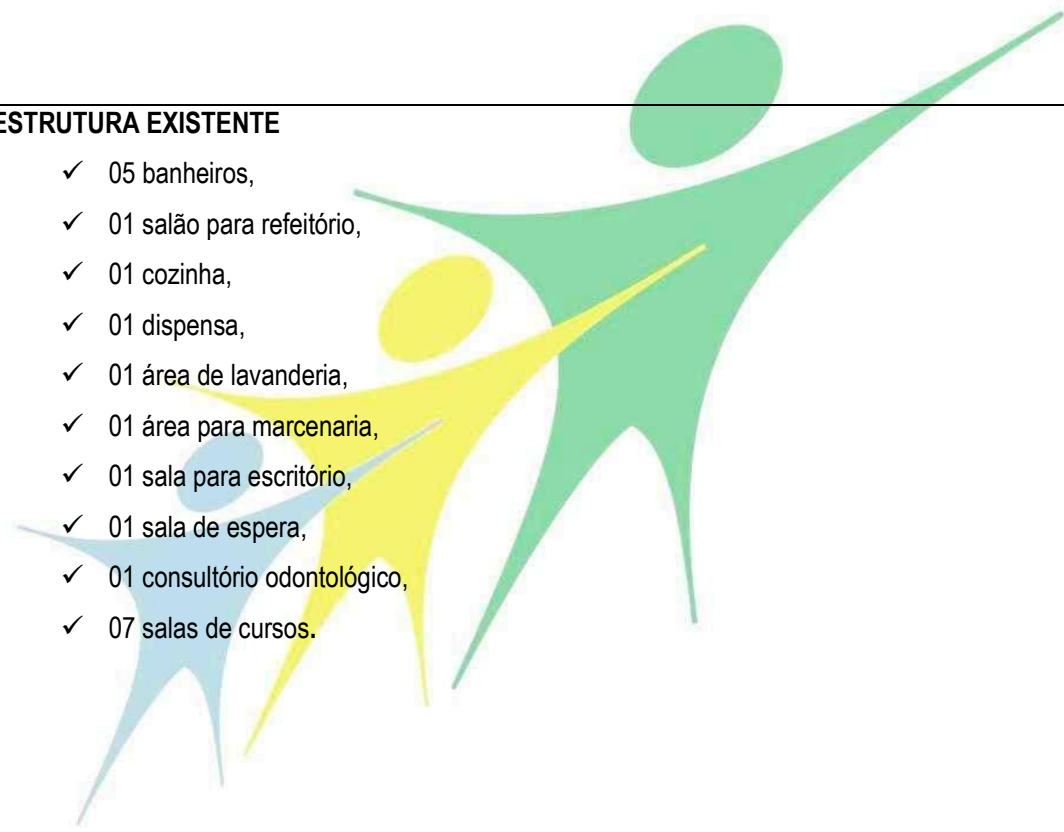 ESTRUTURA EXISTENTE
✓ 05 banheiros,
✓ 01 salão para refeitório,
✓ 01 cozinha,
✓ 01 dispensa,
✓ 01 área de lavanderia,
✓ 01 área para marcenaria,
✓ 01 sala para escritório,
✓ 01 sala de espera,
✓ 01 consultório odontológico,
✓ 07 salas de cursos.